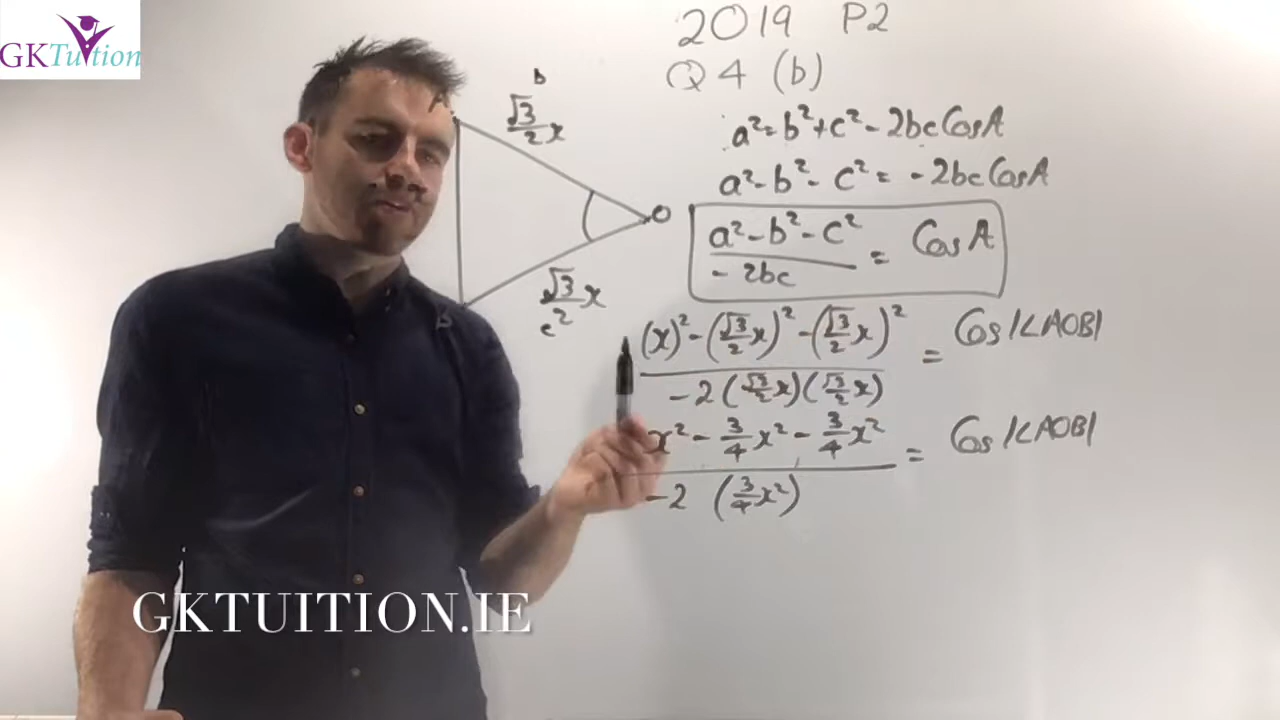 GKTuition
2019 P2
Q4 (b)
A
b
√3/2 x
O
√3/2 x
c
B
a² = b² + c² - 2bc Cos A
a² - b² - c² = -2bc Cos A
a² - b² - c² / -2bc = Cos A
(x)² - (√3/2 x)² - (√3/2 x)² / -2 (√3/2 x)(√3/2 x) = Cos |∠AOB|
x² - 3/4 x² - 3/4 x² / -2 (3/4 x²) = Cos |∠AOB|
GKTUITION.IE